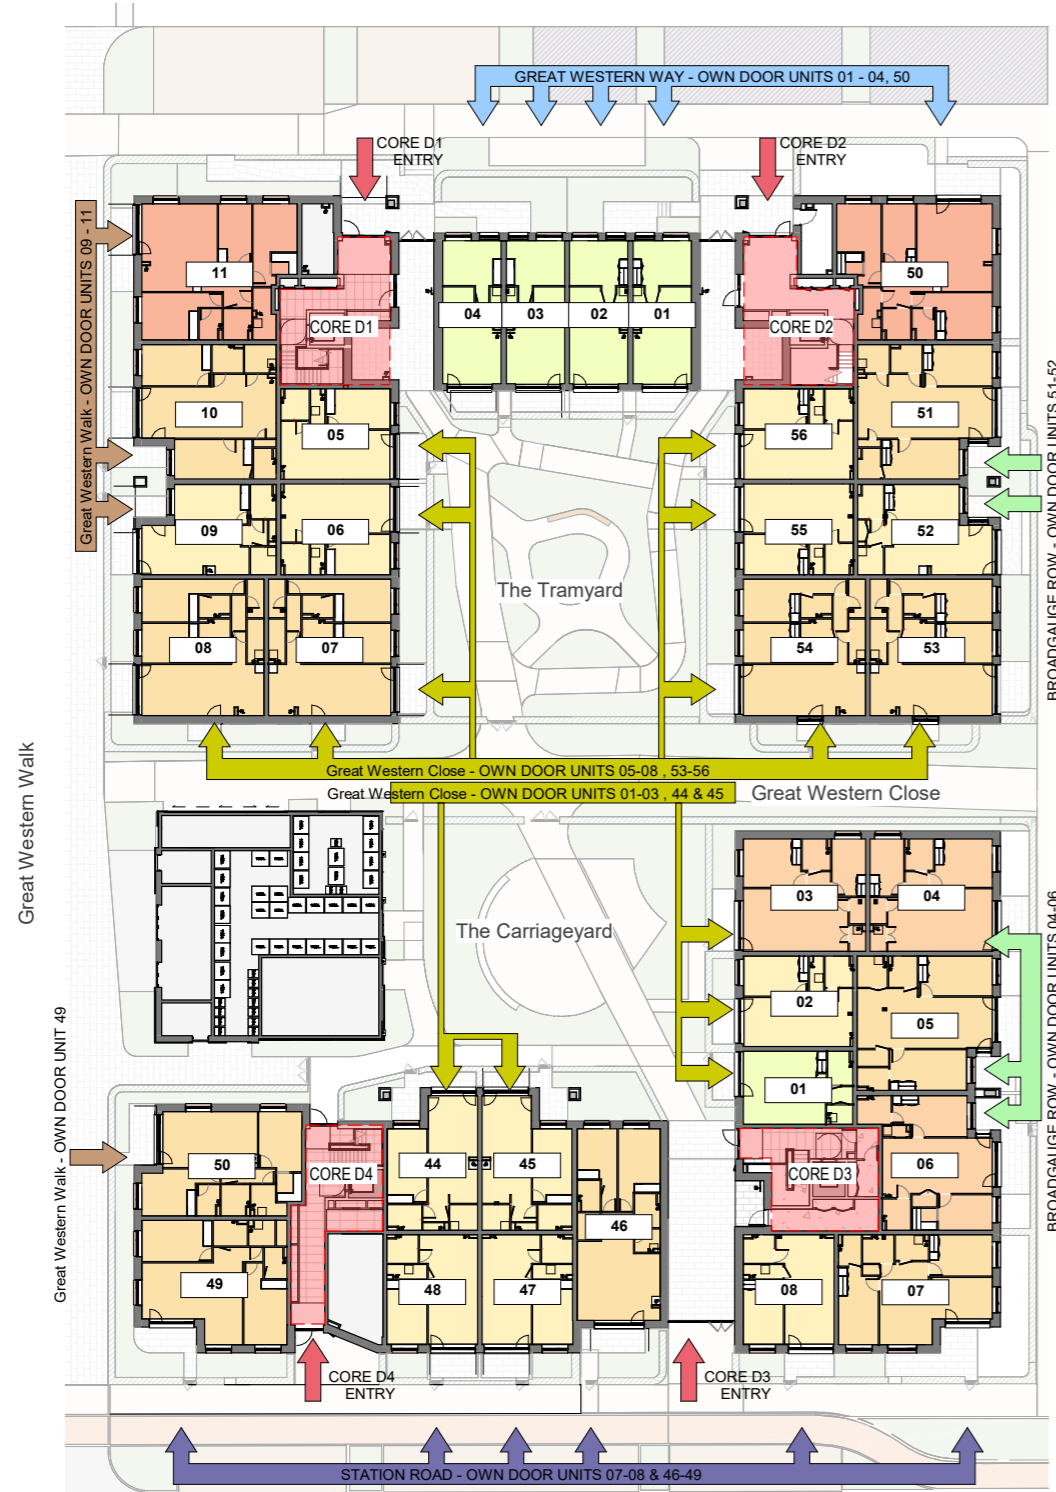 GREAT WESTERN WAY - OWN DOOR UNITS 01 - 04, 50
CORE D1
ENTRY
CORE D2
ENTRY
Great Western Walk - OWN DOOR UNITS 09 - 11
11
50
CORE D1
04
03
02
01
CORE D2
10
05
56
51
09
06
55
52
BROADGAUGE ROW - OWN DOOR UNITS 51-52
The Tramyard
08
07
54
53
Great Western Walk
Great Western Close - OWN DOOR UNITS 05-08 , 53-56
Great Western Close - OWN DOOR UNITS 01-03 , 44 & 45
Great Western Close
03
04
The Carriageyard
02
05
01
BROADGAUGE ROW - OWN DOOR UNITS 04-06
Great Western Walk - OWN DOOR UNIT 49
50
CORE D4
44
45
46
CORE D3
06
49
48
47
08
07
CORE D4
ENTRY
CORE D3
ENTRY
STATION ROAD - OWN DOOR UNITS 07-08 & 46-49